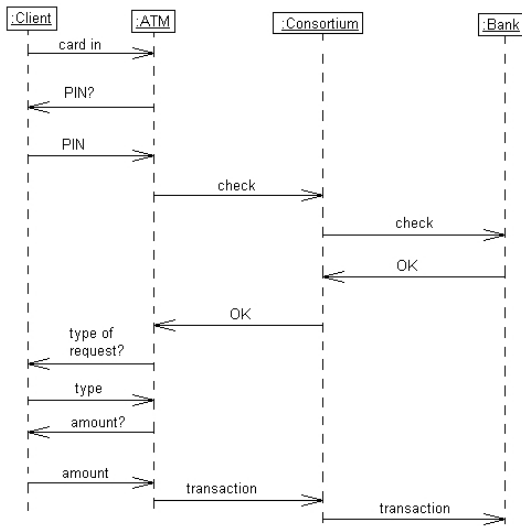 :Client
:ATM
:Consortium
:Bank
card in
PIN?
PIN
check
check
OK
OK
type of
request?
type
amount?
amount
transaction
transaction